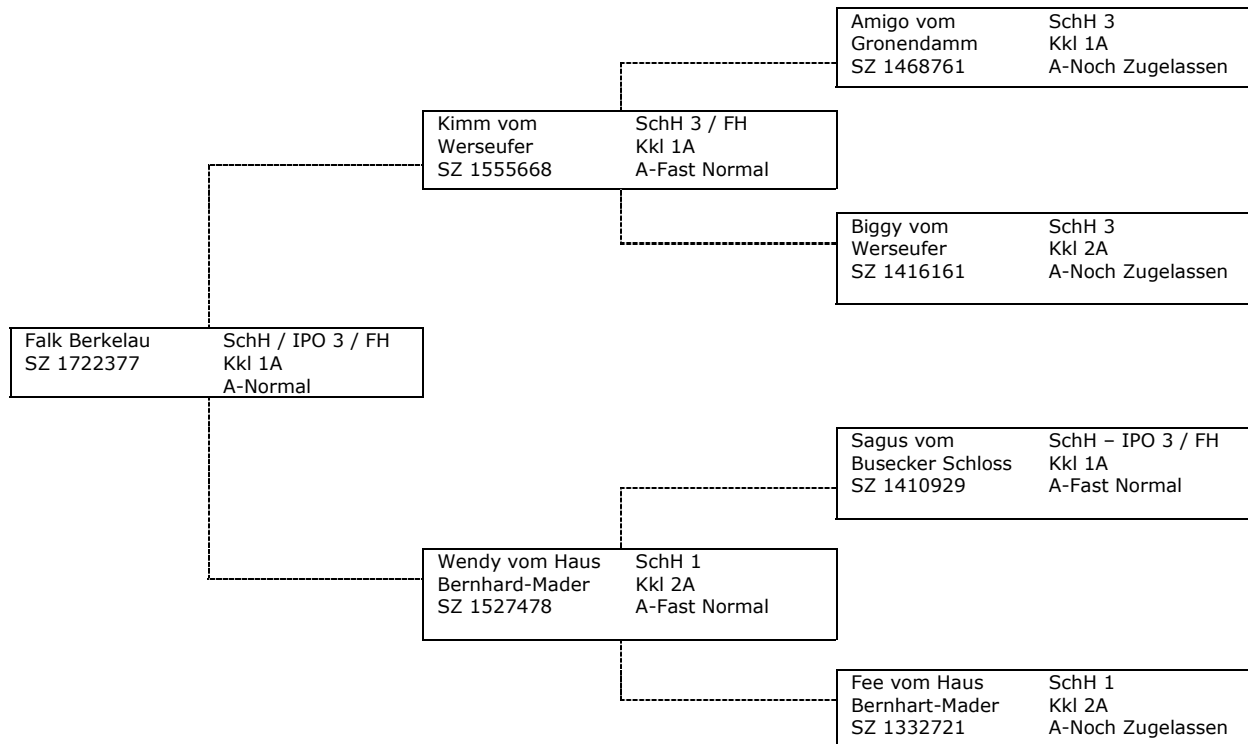 Amigo vom SchH 3
Gronendamm Kkl 1A
SZ 1468761 A-Noch Zugelassen
Kimm vom SchH 3 / FH
Werseufer Kkl 1A
SZ 1555668 A-Fast Normal
Biggy vom SchH 3
Werseufer Kkl 2A
SZ 1416161 A-Noch Zugelassen
Falk Berkelau SchH / IPO 3 / FH
SZ 1722377 Kkl 1A
A-Normal
Sagus vom SchH – IPO 3 / FH
Busecker Schloss Kkl 1A
SZ 1410929 A-Fast Normal
Wendy vom Haus SchH 1
Bernhard-Mader Kkl 2A
SZ 1527478 A-Fast Normal
Fee vom Haus SchH 1
Bernhart-Mader Kkl 2A
SZ 1332721 A-Noch Zugelassen